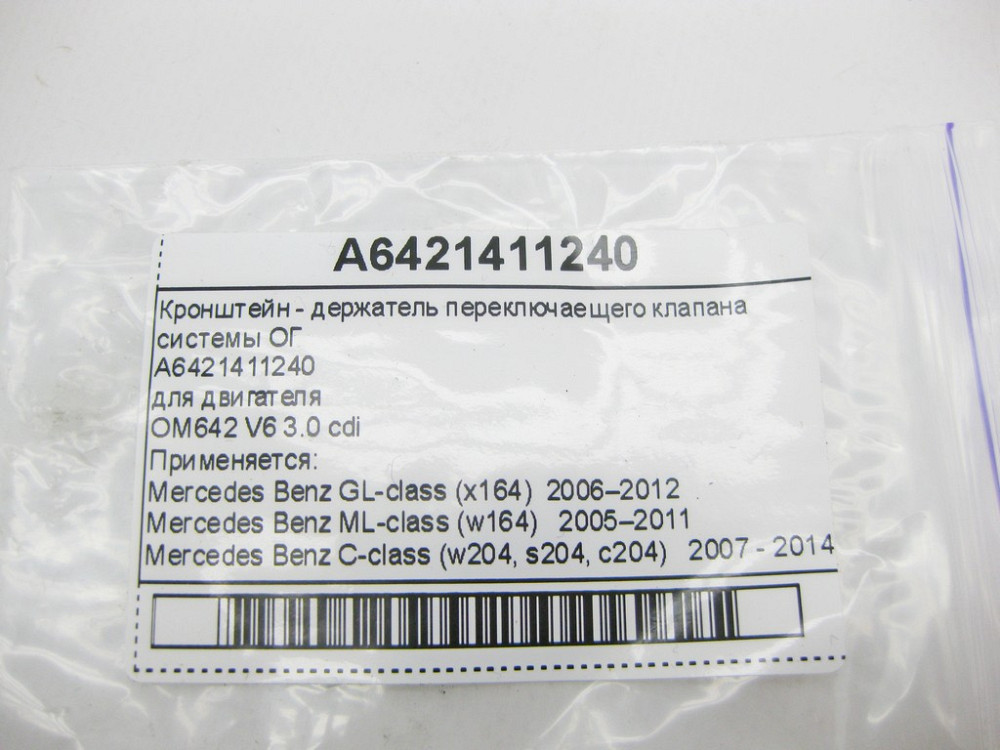 A6421411240
Кронштейн - держатель переключаещего клапана
системы ОГ
A6421411240
для двигателя
OM642 V6 3.0 cdi
Применяется:
Mercedes Benz GL-class (x164) 2006–2012
Mercedes Benz ML-class (w164) 2005–2011
Mercedes Benz C-class (w204, s204, c204) 2007 - 2014